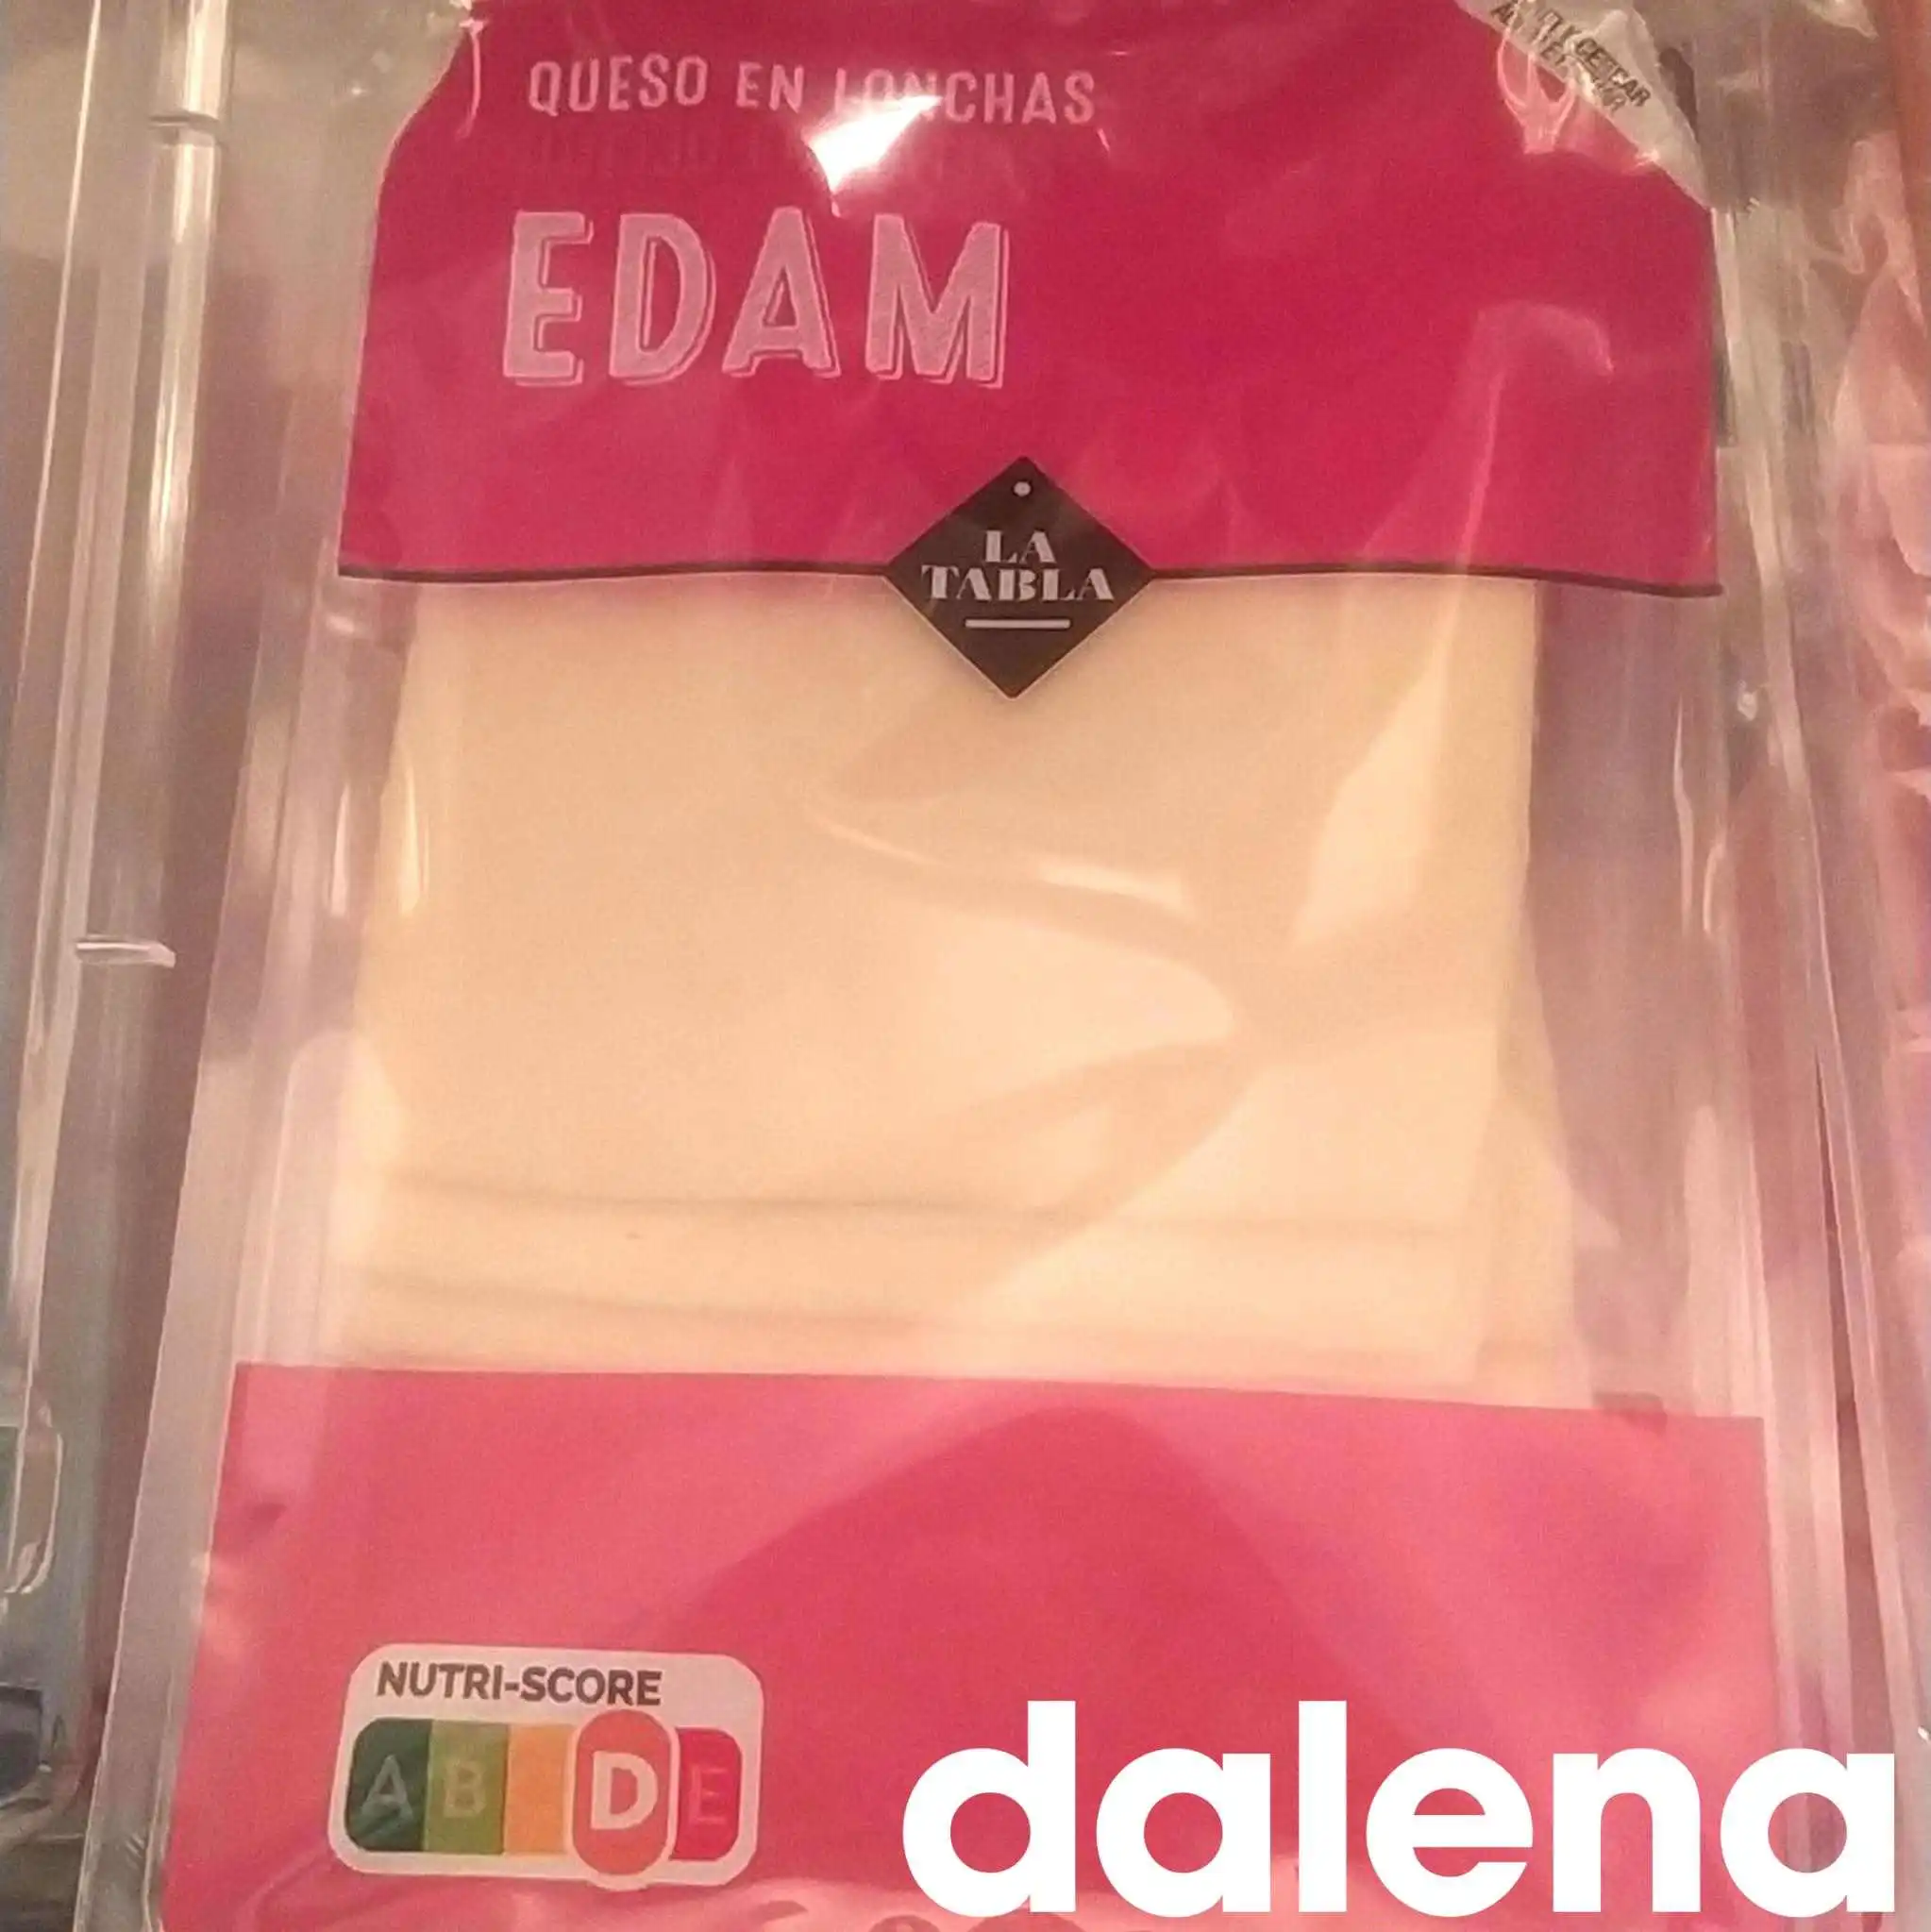 QUESO EN LONCHAS
EDAM
LA
TABLA
NUTRI-SCORE
A B D E
dalena